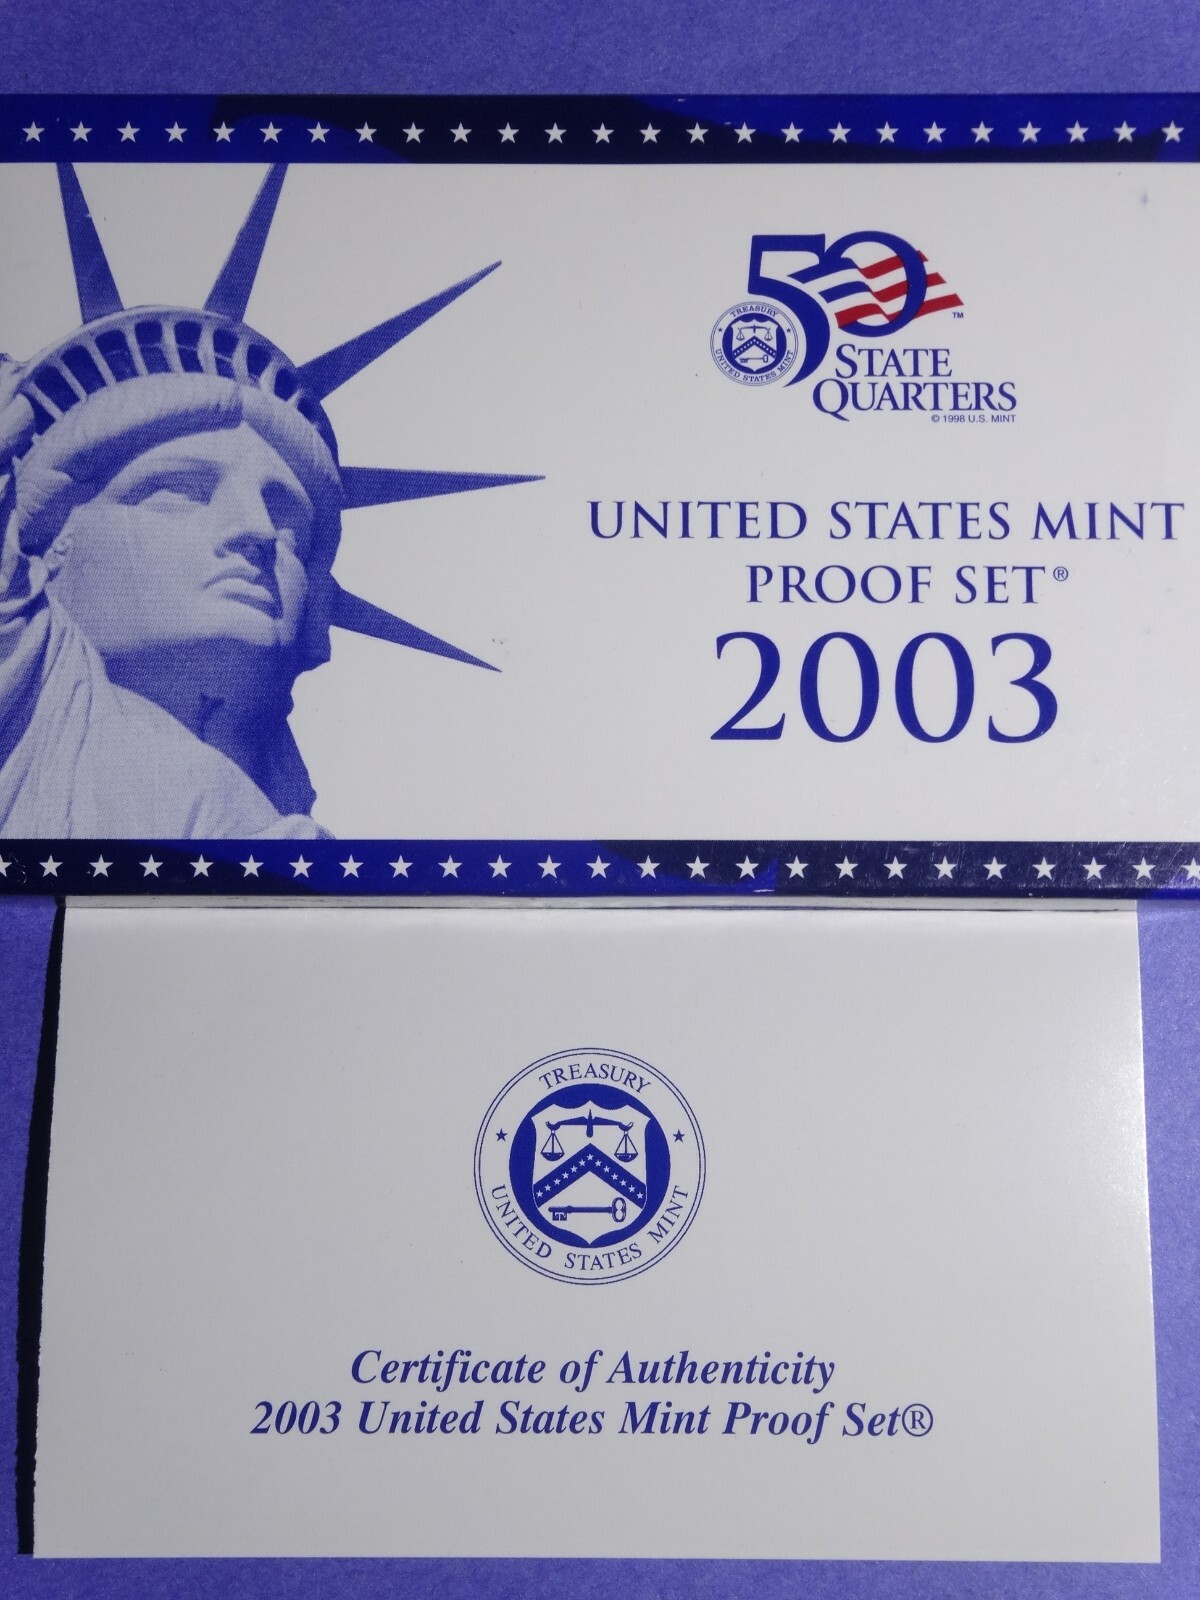 50
TREASURY
UNITED STATES MINT
TM
STATE
QUARTERS
© 1998 U.S. MINT
UNITED STATES MINT
PROOF SET®
2003
TREASURY
UNITED STATES MINT
Certificate of Authenticity
2003 United States Mint Proof Set®